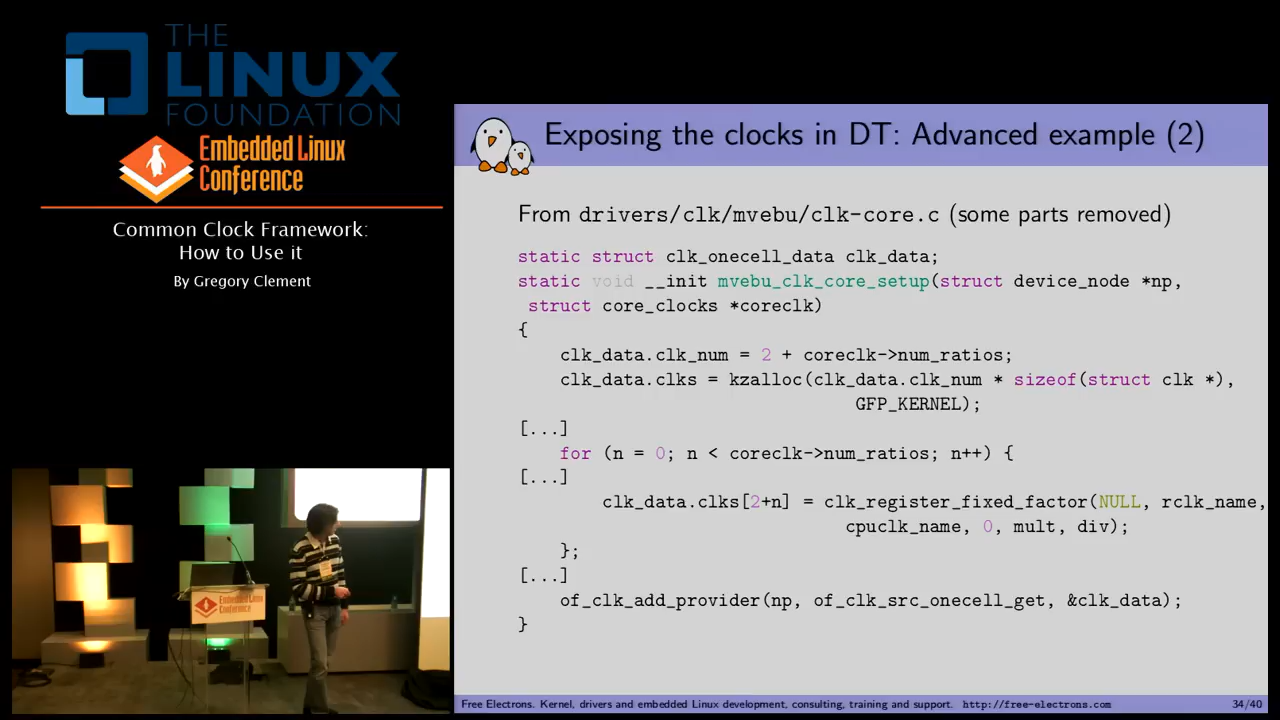 THE
LINUX
FOUNDATION
Embedded Linux
Conference
Common Clock Framework:
How to Use it
By Gregory Clement
Exposing the clocks in DT: Advanced example (2)
From drivers/clk/mvebu/clk-core.c (some parts removed)
static struct clk_onecell_data clk_data;
static void __init mvebu_clk_core_setup(struct device_node *np,
struct core_clocks *coreclk)
{
clk_data.clk_num = 2 + coreclk->num_ratios;
clk_data.clks = kzalloc(clk_data.clk_num * sizeof(struct clk *),
GFP_KERNEL);
[...]
for (n = 0; n < coreclk->num_ratios; n++) {
[...]
clk_data.clks[2+n] = clk_register_fixed_factor(NULL, rclk_name,
cpuclk_name, 0, mult, div);
};
[...]
of_clk_add_provider(np, of_clk_src_onecell_get, &clk_data);
}
Free Electrons. Kernel, drivers and embedded Linux development, consulting, training and support. http://free-electrons.com 34/40
Embedded Linux
Conference